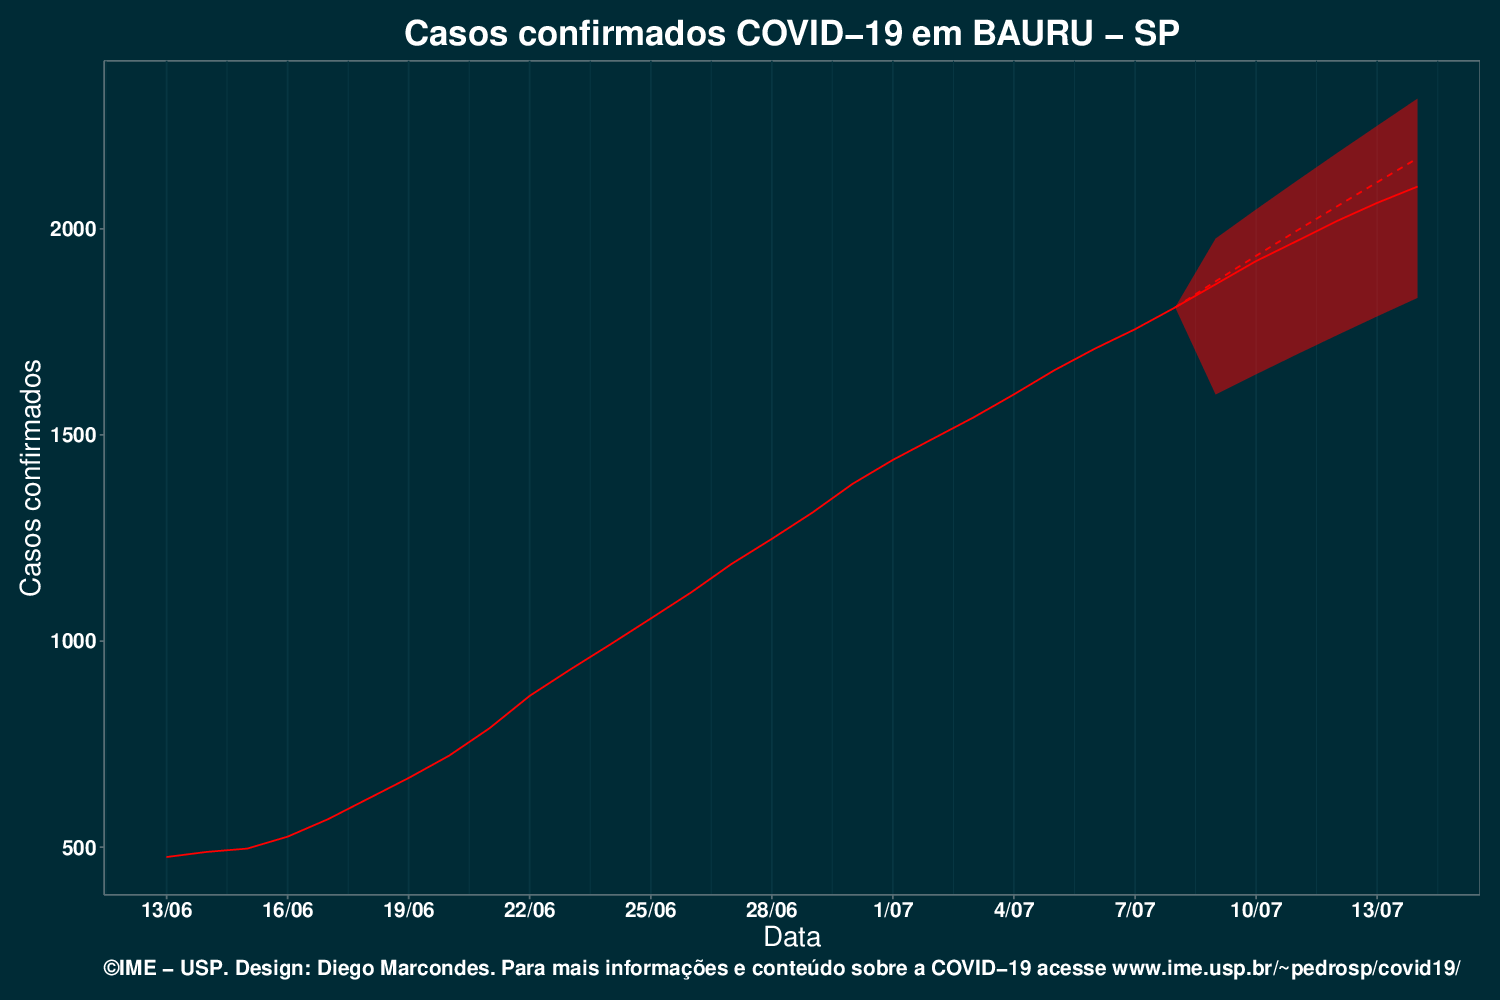 Casos confirmados COVID−19 em BAURU − SP
Casos confirmados
2000
1500
1000
500
13/06 16/06 19/06 22/06 25/06 28/06 1/07 4/07 7/07 10/07 13/07
Data
©IME − USP. Design: Diego Marcondes. Para mais informações e conteúdo sobre a COVID−19 acesse www.ime.usp.br/~pedrosp/covid19/